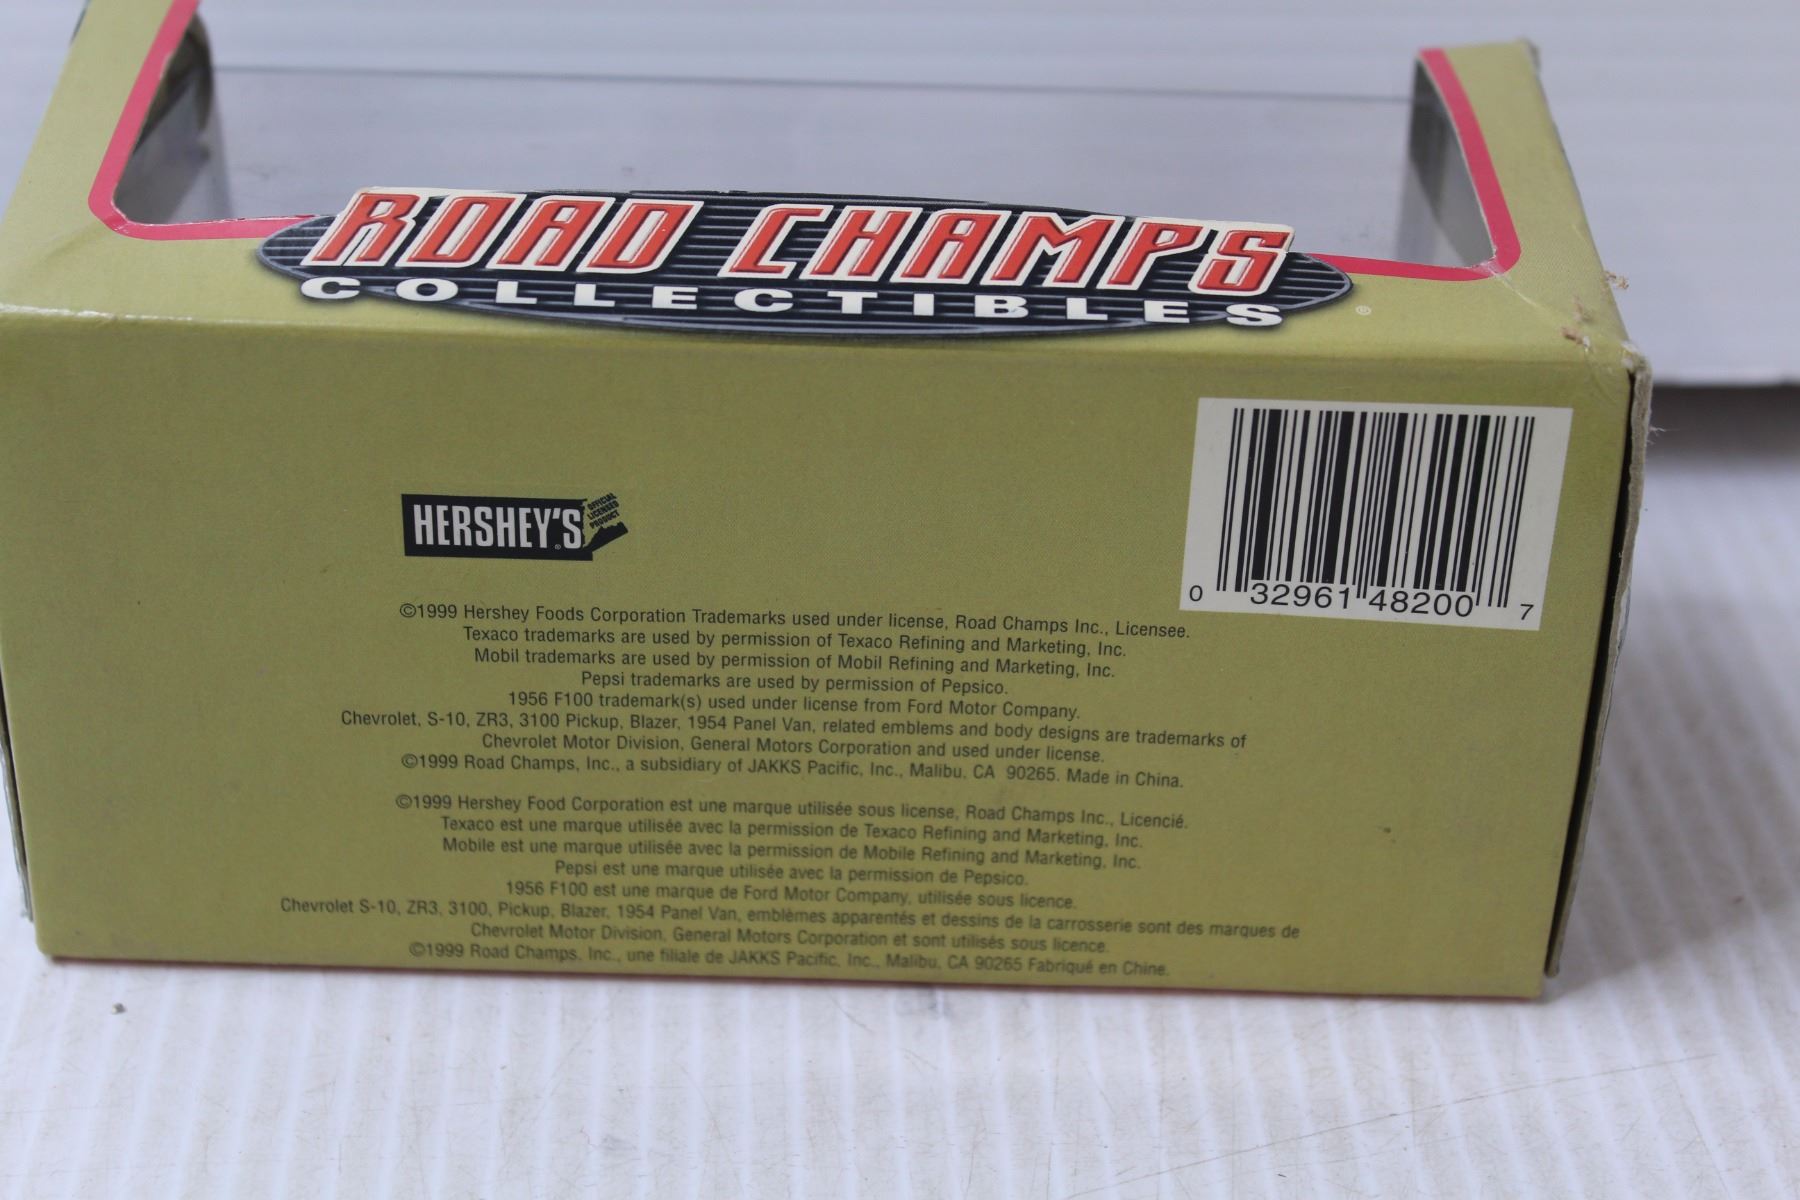 ROAD CHAMPS
COLLECTIBLES
®
HERSHEY'S®
OFFICIAL
LICENSED
PRODUCT
0 32961 48200 7
©1999 Hershey Foods Corporation Trademarks used under license, Road Champs Inc., Licensee.
Texaco trademarks are used by permission of Texaco Refining and Marketing, Inc.
Mobil trademarks are used by permission of Mobil Refining and Marketing, Inc.
Pepsi trademarks are used by permission of Pepsico.
1956 F100 trademark(s) used under license from Ford Motor Company.
Chevrolet, S-10, ZR3, 3100 Pickup, Blazer, 1954 Panel Van, related emblems and body designs are trademarks of
Chevrolet Motor Division, General Motors Corporation and used under license.
©1999 Road Champs, Inc., a subsidiary of JAKKS Pacific, Inc., Malibu, CA 90265. Made in China.
©1999 Hershey Food Corporation est une marque utilisée sous license, Road Champs Inc., Licencié.
Texaco est une marque utilisée avec la permission de Texaco Refining and Marketing, Inc.
Mobile est une marque utilisée avec la permission de Mobile Refining and Marketing, Inc.
Pepsi est une marque utilisée avec la permission de Pepsico.
1956 F100 est une marque de Ford Motor Company, utilisée sous licence.
Chevrolet S-10, ZR3, 3100, Pickup, Blazer, 1954 Panel Van, emblèmes apparentés et dessins de la carrosserie sont des marques de
Chevrolet Motor Division, General Motors Corporation et sont utilisés sous licence.
©1999 Road Champs, Inc., une filiale de JAKKS Pacific, Inc., Malibu, CA 90265 Fabriqué en Chine.